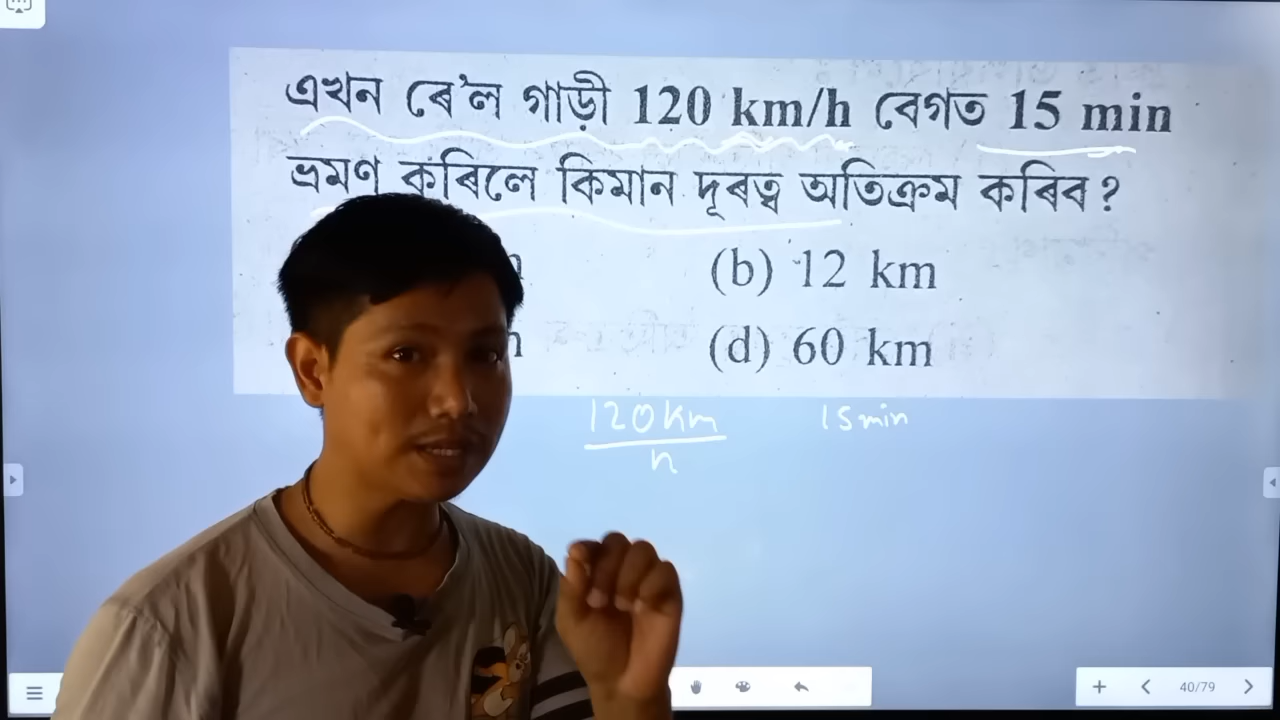 এখন ৰে'ল গাড়ী 120 km/h বেগত 15 min
ভ্ৰমণ কৰিলে কিমান দূৰত্ব অতিক্ৰম কৰিব ?
(b) 12 km
(d) 60 km
120 km
h
15 min
40/79